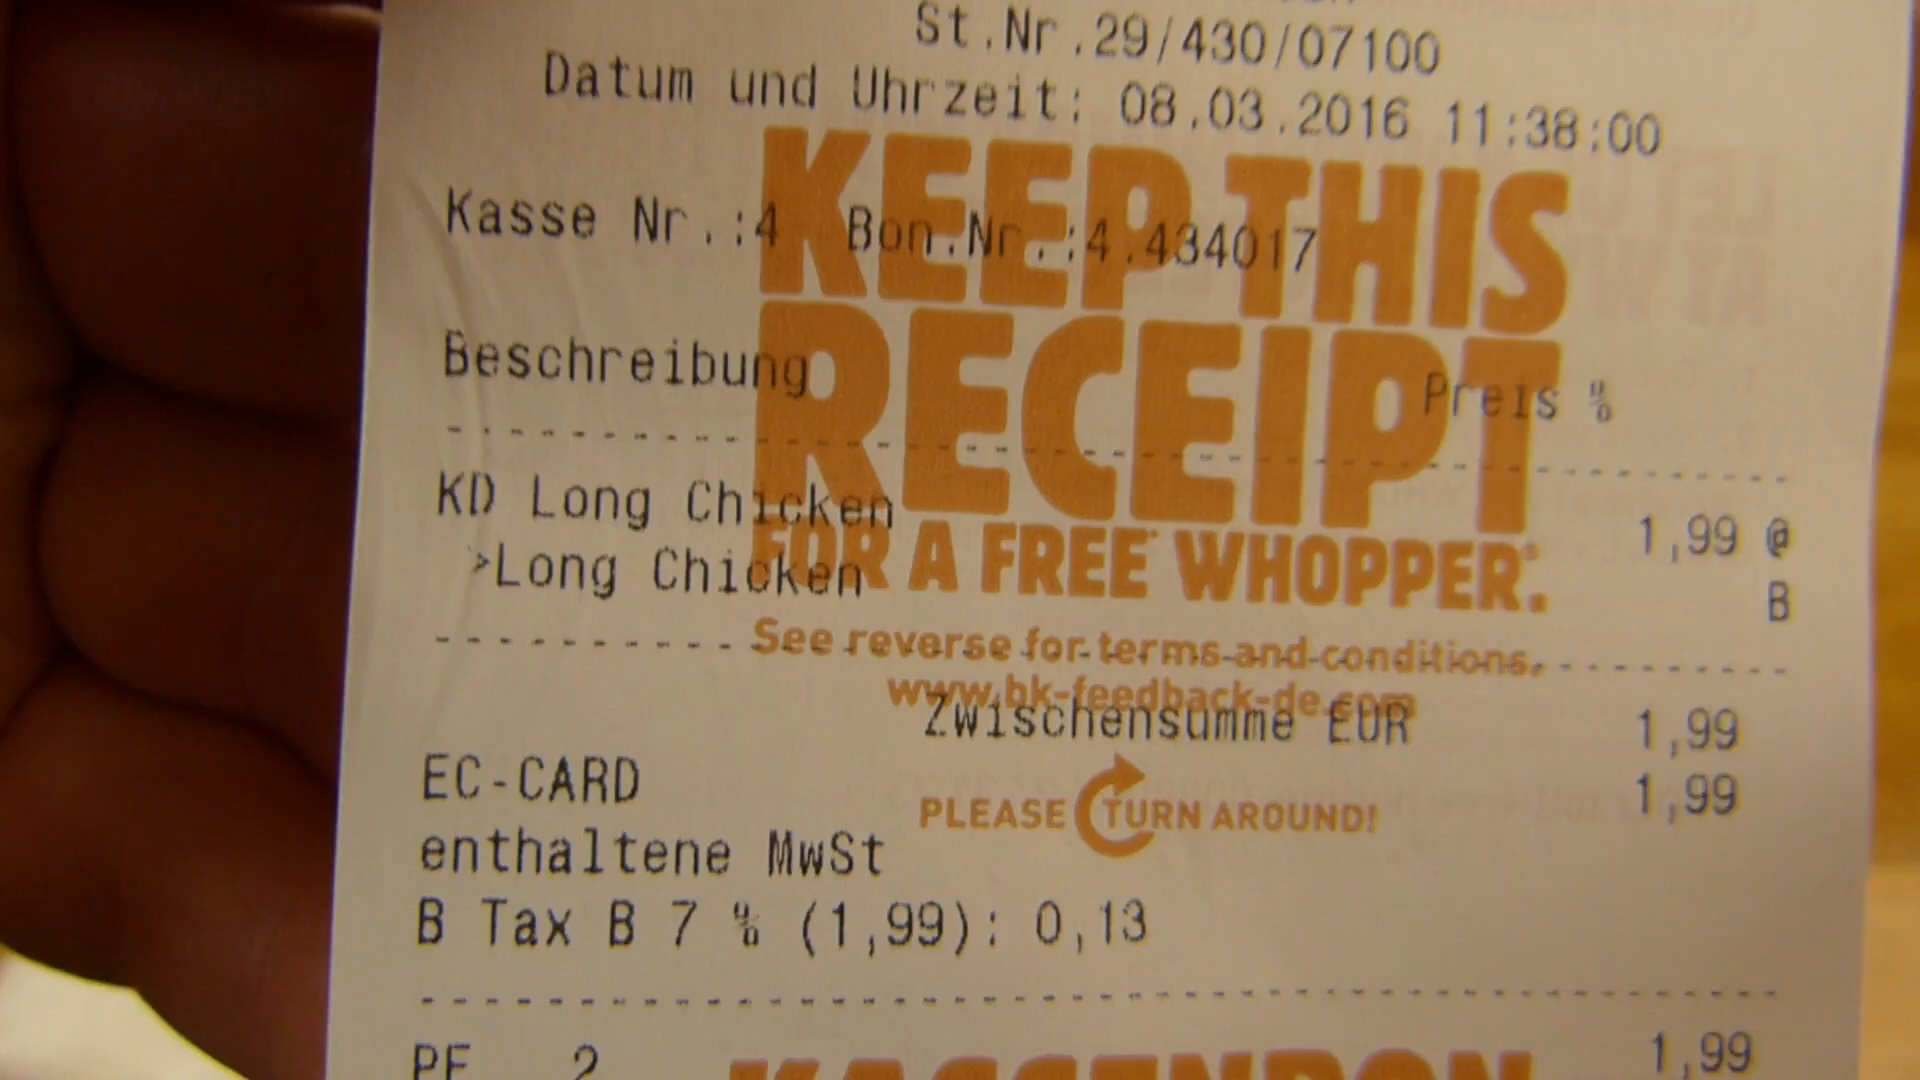 St.Nr.29/430/07100
Datum und Uhrzeit: 08.03.2016 11:38:00
KEEP THIS
Kasse Nr.:4 Bon.Nr.:4.434017
RECEIPT
Beschreibung Preis %
KD Long Chicken 1,99 @
FOR A FREE WHOPPER®.
>Long Chicken B
See reverse for terms and conditions.
www.bk-feedback-de.com
Zwischensumme EUR 1,99
EC-CARD 1,99
PLEASE TURN AROUND!
enthaltene MwSt
B Tax B 7 % (1,99): 0,13
PF 2 1,99
KASSENBON